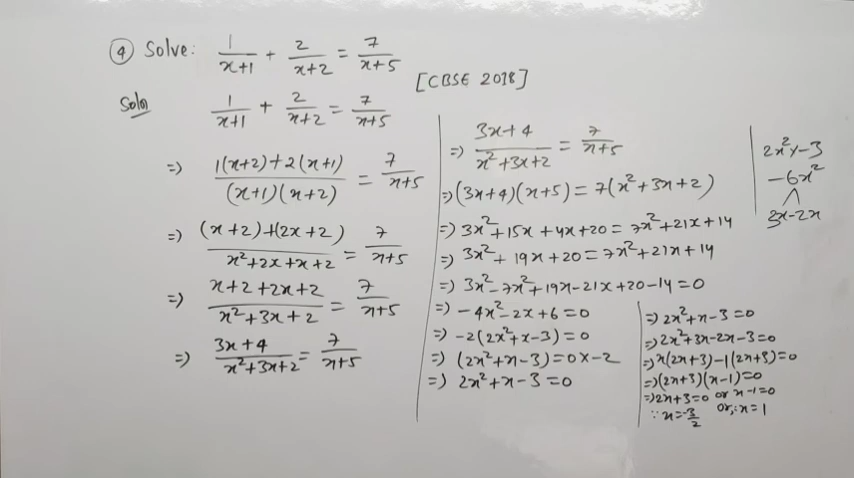 ④ Solve: 1/(x+1) + 2/(x+2) = 7/(x+5)
[CBSE 2018]
Soln 1/(x+1) + 2/(x+2) = 7/(x+5)
=) (1(x+2)+2(x+1))/((x+1)(x+2)) = 7/(x+5)
=) ((x+2)+(2x+2))/(x²+2x+x+2) = 7/(x+5)
=) (x+2+2x+2)/(x²+3x+2) = 7/(x+5)
=) (3x+4)/(x²+3x+2) = 7/(x+5)
=) (3x+4)/(x²+3x+2) = 7/(x+5)
=) (3x+4)(x+5) = 7(x²+3x+2)
=) 3x²+15x+4x+20 = 7x²+21x+14
=) 3x²+19x+20 = 7x²+21x+14
=) 3x²-7x²+19x-21x+20-14=0
=) -4x²-2x+6=0
=) -2(2x²+x-3)=0
=) (2x²+x-3)=0x-2
=) 2x²+x-3=0
=) 2x²+x-3=0
=) 2x²+3x-2x-3=0
=) x(2x+3)-1(2x+3)=0
=) (2x+3)(x-1)=0
=) 2x+3=0 or x-1=0
∵ x=-3/2 or, ∴ x=1
2x²x-3
-6x²
∧
3x-2x